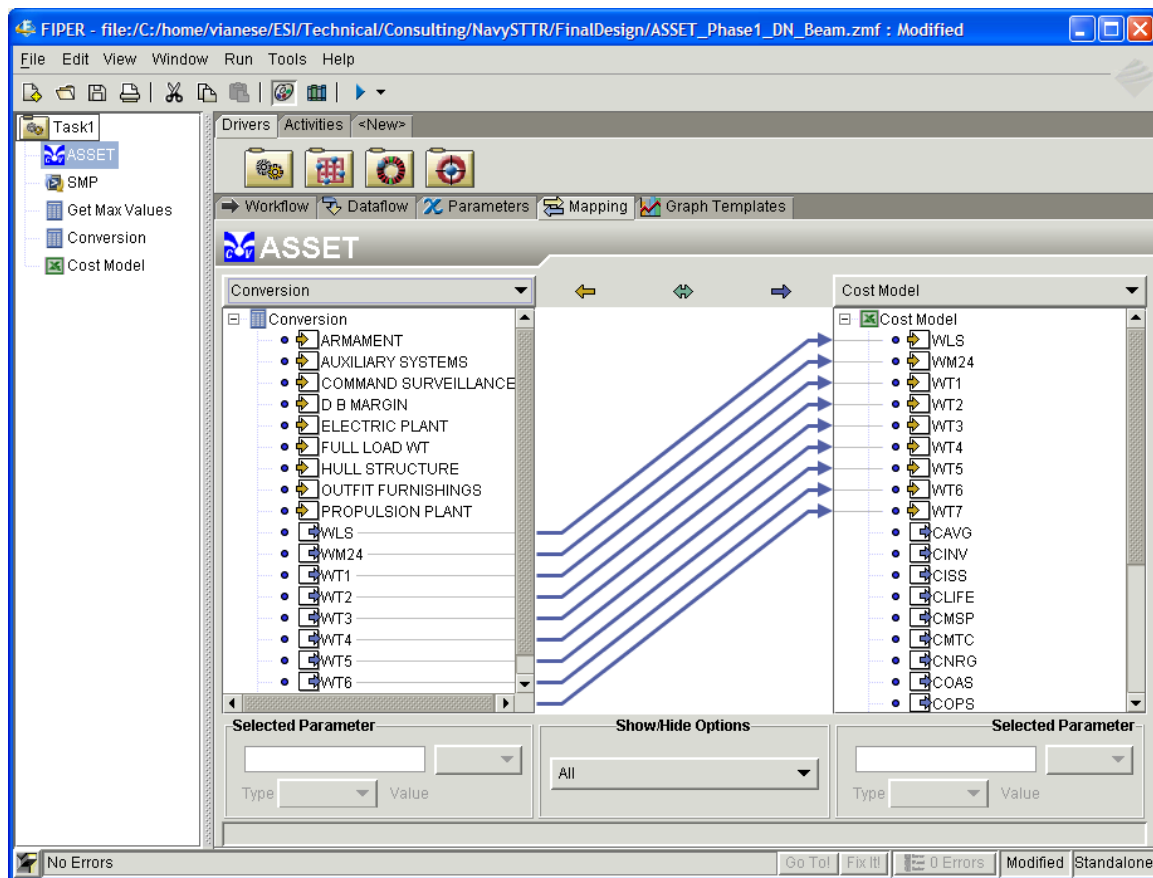 FIPER - file:/C:/home/vianese/ESI/Technical/Consulting/NavySTTR/FinalDesign/ASSET_Phase1_DN_Beam.zmf : Modified
File Edit View Window Run Tools Help
Task1
ASSET
SMP
Get Max Values
Conversion
Cost Model
Drivers Activities <New>
Workflow Dataflow Parameters Mapping Graph Templates
ASSET
Conversion
Cost Model
Conversion
ARMAMENT
AUXILIARY SYSTEMS
COMMAND SURVEILLANCE
D B MARGIN
ELECTRIC PLANT
FULL LOAD WT
HULL STRUCTURE
OUTFIT FURNISHINGS
PROPULSION PLANT
WLS
WM24
WT1
WT2
WT3
WT4
WT5
WT6
Cost Model
WLS
WM24
WT1
WT2
WT3
WT4
WT5
WT6
WT7
CAVG
CINV
CISS
CLIFE
CMSP
CMTC
CNRG
COAS
COPS
Selected Parameter
Type Value
Show/Hide Options
All
Selected Parameter
Type Value
No Errors
Go To! Fix It! 0 Errors Modified Standalone